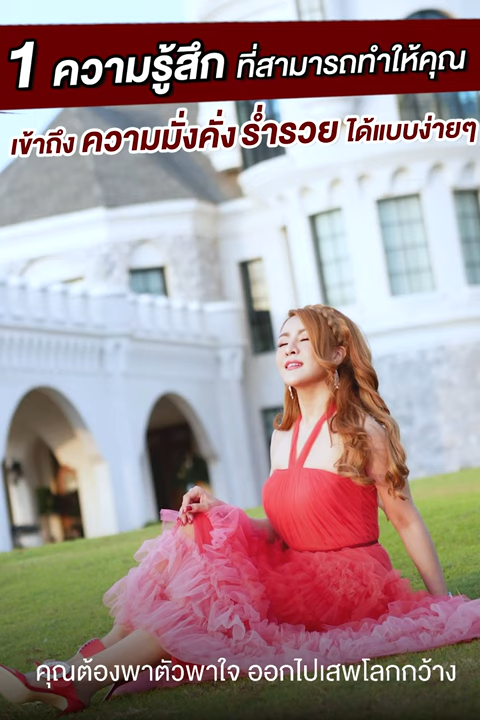 1 ความรู้สึก ที่สามารถทำให้คุณ
เข้าถึง ความมั่งคั่ง ร่ำรวย ได้แบบง่ายๆ
คุณต้องพาตัวพาใจ ออกไปเสพโลกกว้าง